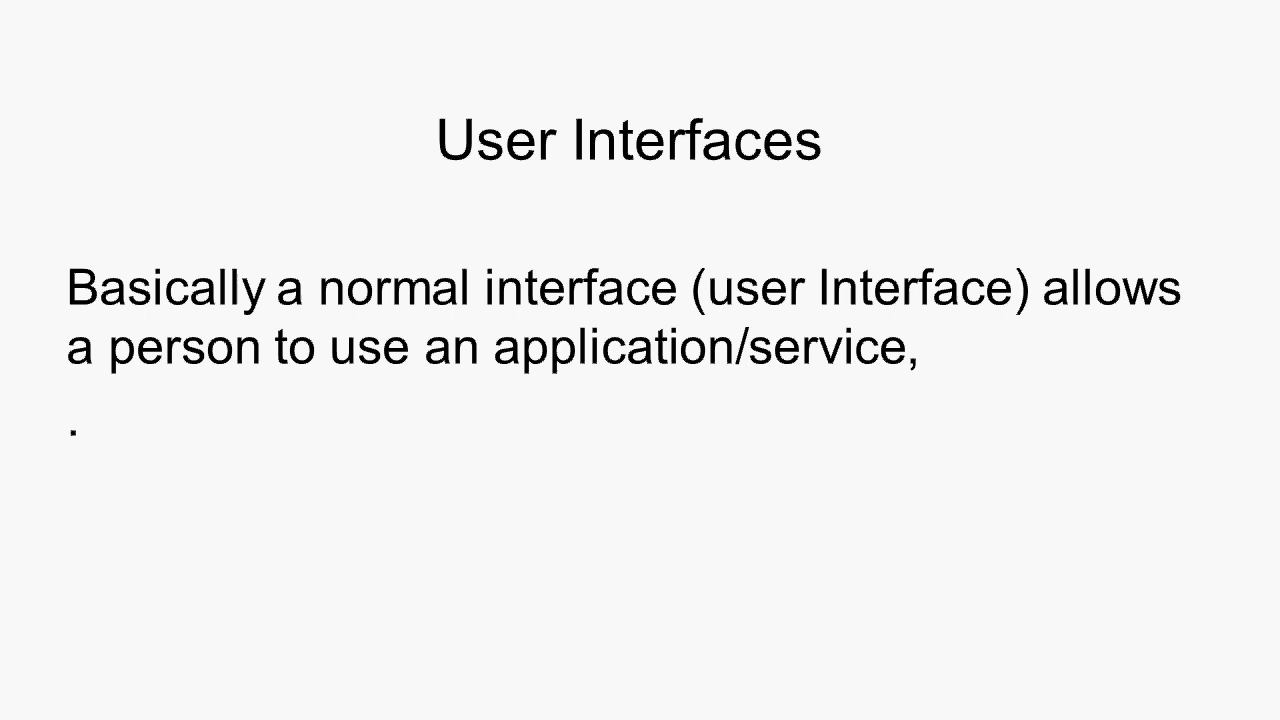 User Interfaces
Basically a normal interface (user Interface) allows
a person to use an application/service,
.